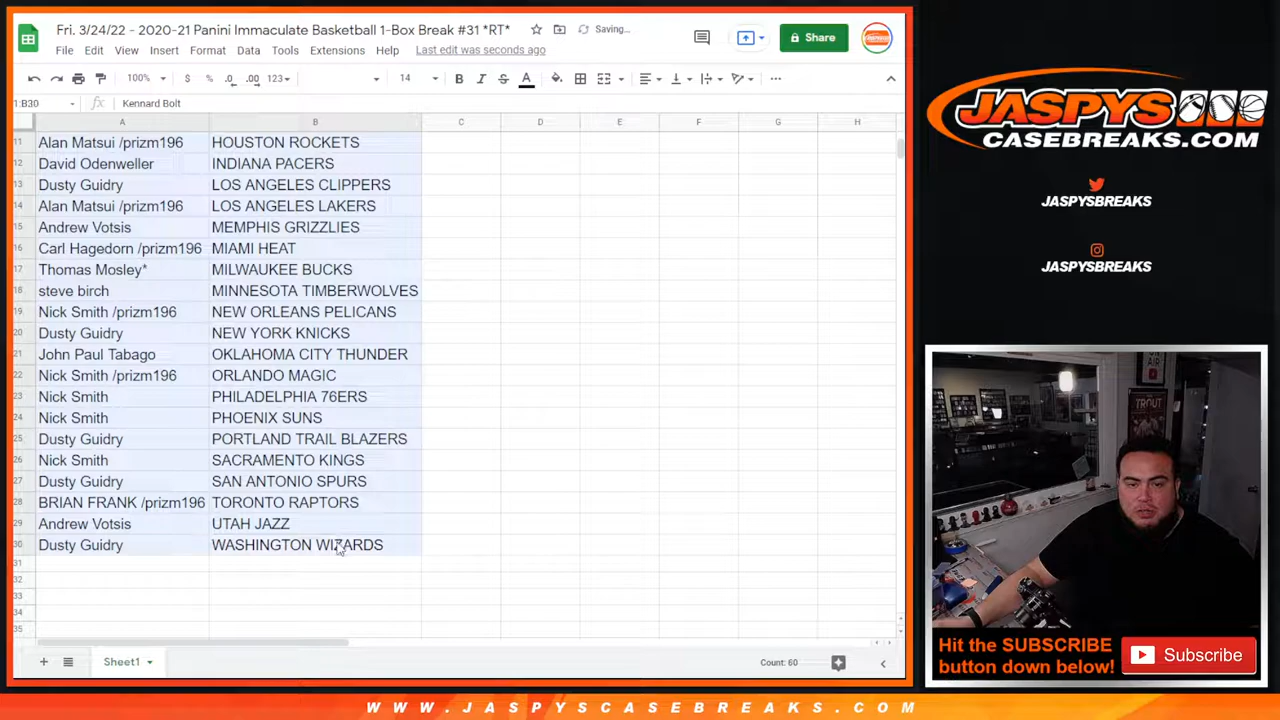 Fri. 3/24/22 - 2020-21 Panini Immaculate Basketball 1-Box Break #31 *RT*
Saving...
File Edit View Insert Format Data Tools Extensions Help Last edit was seconds ago
Share
100% $ % .0 .00 123 14 B I S A
1:B30 fx Kennard Bolt
A B C D E F G H
11 Alan Matsui /prizm196 HOUSTON ROCKETS
12 David Odenweller INDIANA PACERS
13 Dusty Guidry LOS ANGELES CLIPPERS
14 Alan Matsui /prizm196 LOS ANGELES LAKERS
15 Andrew Votsis MEMPHIS GRIZZLIES
16 Carl Hagedorn /prizm196 MIAMI HEAT
17 Thomas Mosley* MILWAUKEE BUCKS
18 steve birch MINNESOTA TIMBERWOLVES
19 Nick Smith /prizm196 NEW ORLEANS PELICANS
20 Dusty Guidry NEW YORK KNICKS
21 John Paul Tabago OKLAHOMA CITY THUNDER
22 Nick Smith /prizm196 ORLANDO MAGIC
23 Nick Smith PHILADELPHIA 76ERS
24 Nick Smith PHOENIX SUNS
25 Dusty Guidry PORTLAND TRAIL BLAZERS
26 Nick Smith SACRAMENTO KINGS
27 Dusty Guidry SAN ANTONIO SPURS
28 BRIAN FRANK /prizm196 TORONTO RAPTORS
29 Andrew Votsis UTAH JAZZ
30 Dusty Guidry WASHINGTON WIZARDS
31
32
33
34
35
Sheet1
Count: 60
JASPYS
CASEBREAKS.COM
JASPYSBREAKS
JASPYSBREAKS
ON AIR
TROUT
Hit the SUBSCRIBE
button down below!
Subscribe
WWW.JASPYSCASEBREAKS.COM